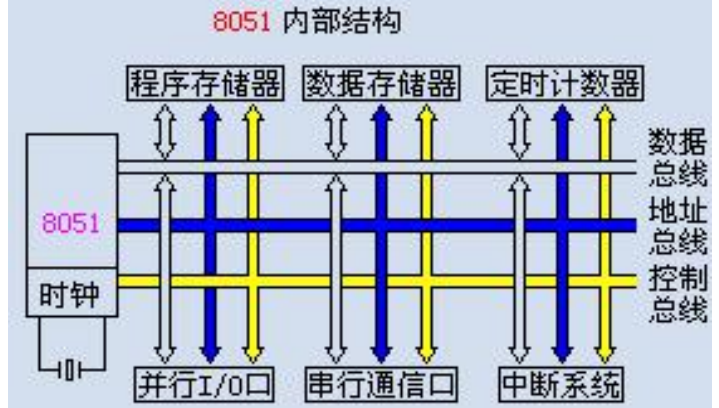 8051 内部结构
程序存储器 数据存储器 定时计数器
数据
总线
8051
地址
总线
时钟
控制
总线
并行I/O口 串行通信口 中断系统